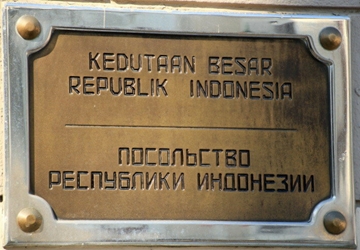 KEDUTAAN BESAR
REPUBLIK INDONESIA
ПОСОЛЬСТВО
РЕСПУБЛИКИ ИНДОНЕЗИИ